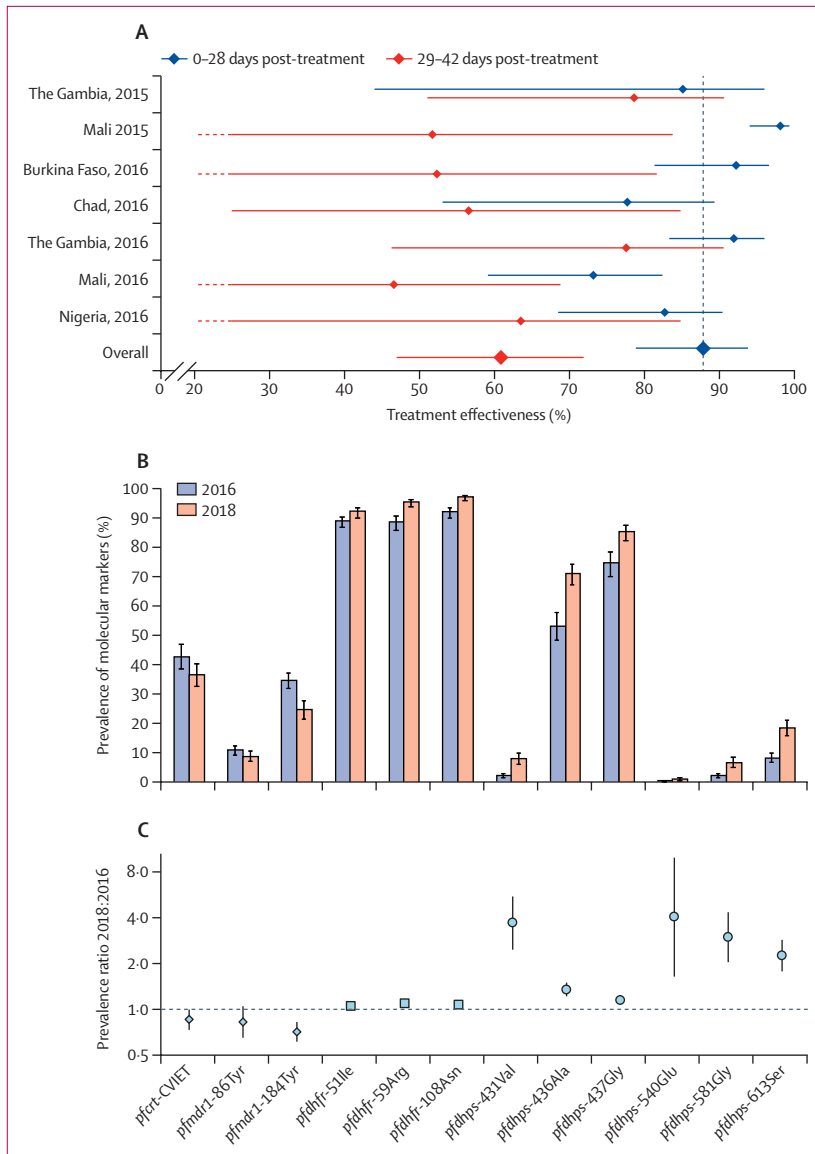 A
0–28 days post-treatment 29–42 days post-treatment
The Gambia, 2015
Mali 2015
Burkina Faso, 2016
Chad, 2016
The Gambia, 2016
Mali, 2016
Nigeria, 2016
Overall
0 20 30 40 50 60 70 80 90 100
Treatment effectiveness (%)
B
2016
2018
Prevalence of molecular markers (%)
100
90
80
70
60
50
40
30
20
10
0
C
Prevalence ratio 2018:2016
8·0
4·0
2·0
1·0
0·5
pfcrt-CVIET
pfmdr1-86Tyr
pfmdr1-184Tyr
pfdhfr-51Ile
pfdhfr-59Arg
pfdhfr-108Asn
pfdhps-431Val
pfdhps-436Ala
pfdhps-437Gly
pfdhps-540Glu
pfdhps-581Gly
pfdhps-613Ser